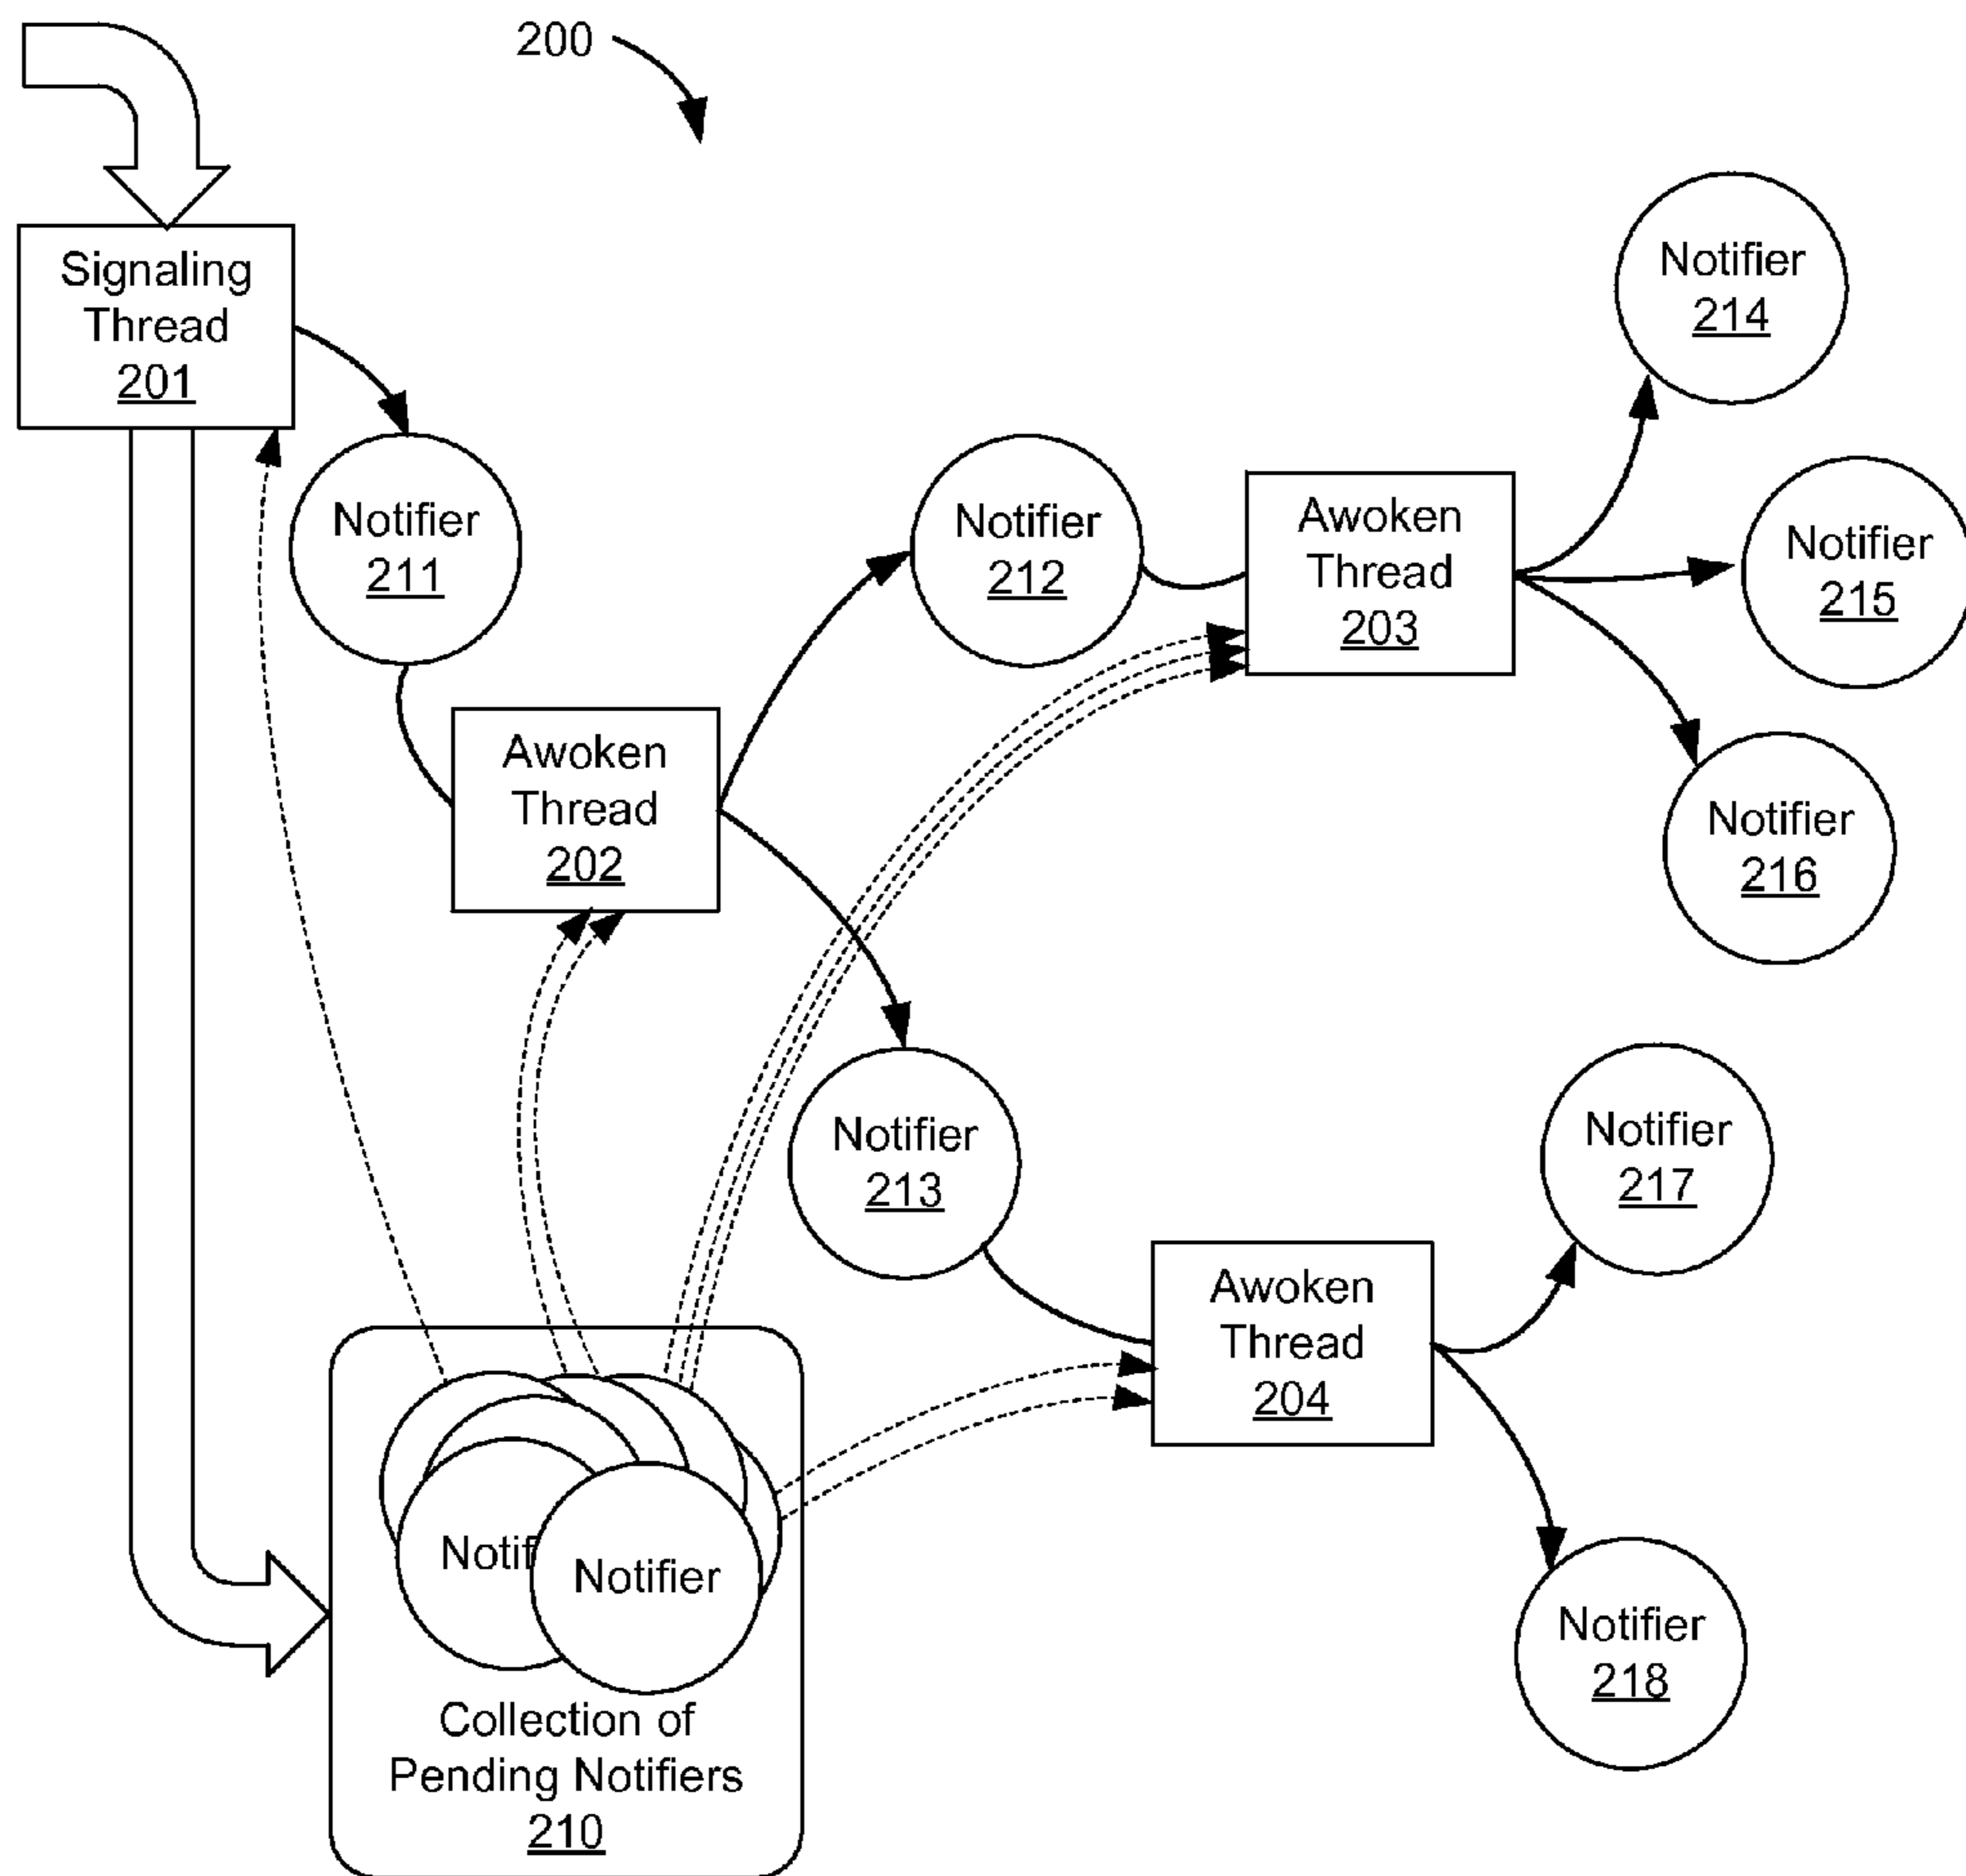 200
Signaling
Thread
201
Notifier
211
Notifier
212
Awoken
Thread
203
Notifier
214
Notifier
215
Notifier
216
Awoken
Thread
202
Notifier
213
Notifier
217
Awoken
Thread
204
Notifier
218
Notif
Notifier
Collection of
Pending Notifiers
210